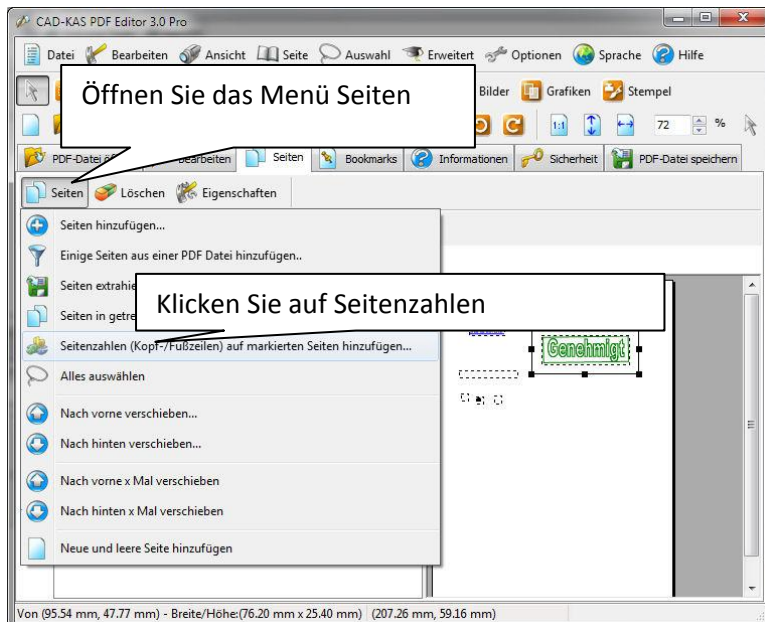 CAD-KAS PDF Editor 3.0 Pro
Datei Bearbeiten Ansicht Seite Auswahl Erweitert Optionen Sprache Hilfe
Öffnen Sie das Menü Seiten
Bilder Grafiken Stempel
1:1 72 %
PDF-Datei Bearbeiten Seiten Bookmarks Informationen Sicherheit PDF-Datei speichern
Seiten Löschen Eigenschaften
Seiten hinzufügen...
Einige Seiten aus einer PDF Datei hinzufügen..
Seiten extrahie
Klicken Sie auf Seitenzahlen
Seiten in getre
Seitenzahlen (Kopf-/Fußzeilen) auf markierten Seiten hinzufügen...
Genehmigt
Alles auswählen
Nach vorne verschieben...
Nach hinten verschieben...
Nach vorne x Mal verschieben
Nach hinten x Mal verschieben
Neue und leere Seite hinzufügen
Von (95.54 mm, 47.77 mm) - Breite/Höhe:(76.20 mm x 25.40 mm) (207.26 mm, 59.16 mm)